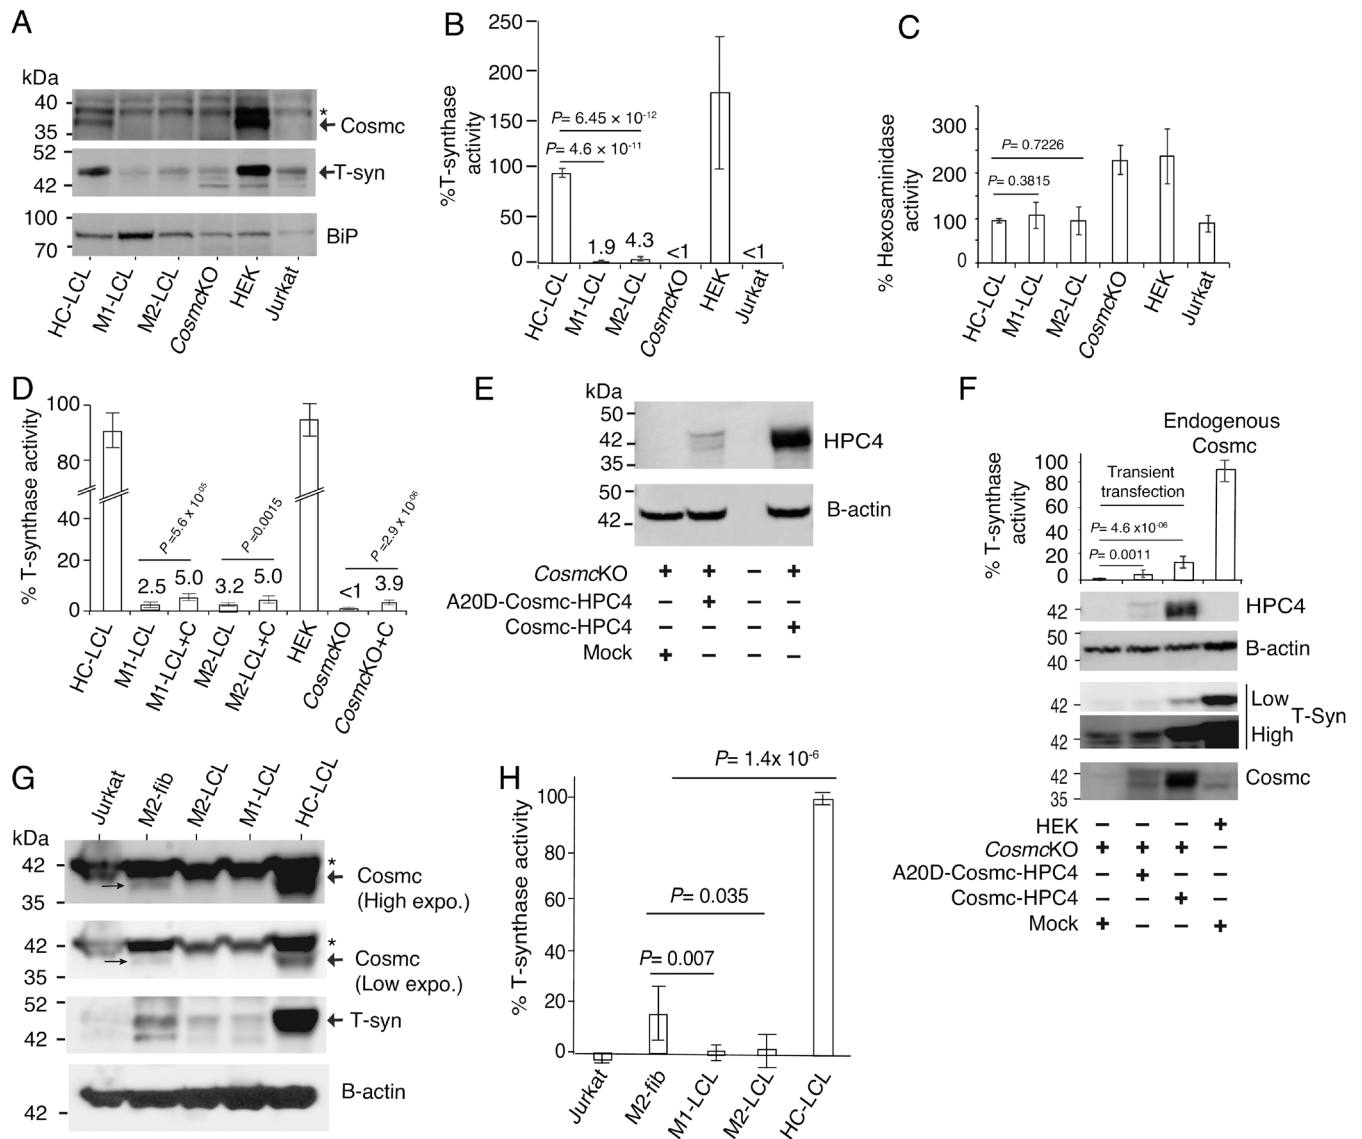 A
kDa
40
35
*
Cosmc
52
42
T-syn
100
70
BiP
HC-LCL
M1-LCL
M2-LCL
CosmcKO
HEK
Jurkat
B
%T-synthase
activity
250
200
150
100
50
0
P= 6.45 × 10-12
P= 4.6 × 10-11
1.9
4.3
<1
<1
HC-LCL
M1-LCL
M2-LCL
CosmcKO
HEK
Jurkat
C
% Hexosaminidase
activity
300
200
100
0
P= 0.7226
P= 0.3815
HC-LCL
M1-LCL
M2-LCL
CosmcKO
HEK
Jurkat
D
% T-synthase activity
100
80
40
20
0
P =5.6 x 10-05
P =0.0015
P =2.9 x 10-06
2.5
5.0
3.2
5.0
<1
3.9
HC-LCL
M1-LCL
M1-LCL+C
M2-LCL
M2-LCL+C
HEK
CosmcKO
CosmcKO+C
E
kDa
50
42
35
HPC4
50
42
B-actin
CosmcKO + + − +
A20D-Cosmc-HPC4 − + − −
Cosmc-HPC4 − − − +
Mock + − − −
F
Endogenous
Cosmc
% T-synthase
activity
100
80
60
40
20
0
Transient
transfection
P= 4.6 x10-06
P= 0.0011
42
HPC4
50
40
B-actin
42
Low
T-Syn
42
High
42
35
Cosmc
HEK − − − +
CosmcKO + + + −
A20D-Cosmc-HPC4 − + − −
Cosmc-HPC4 − − + −
Mock + − − +
G
Jurkat
M2-fib
M2-LCL
M1-LCL
HC-LCL
kDa
42
35
*
Cosmc
(High expo.)
42
35
*
Cosmc
(Low expo.)
52
42
T-syn
42
B-actin
H
% T-synthase activity
100
80
60
40
20
0
P= 1.4x 10-6
P= 0.035
P= 0.007
Jurkat
M2-fib
M1-LCL
M2-LCL
HC-LCL